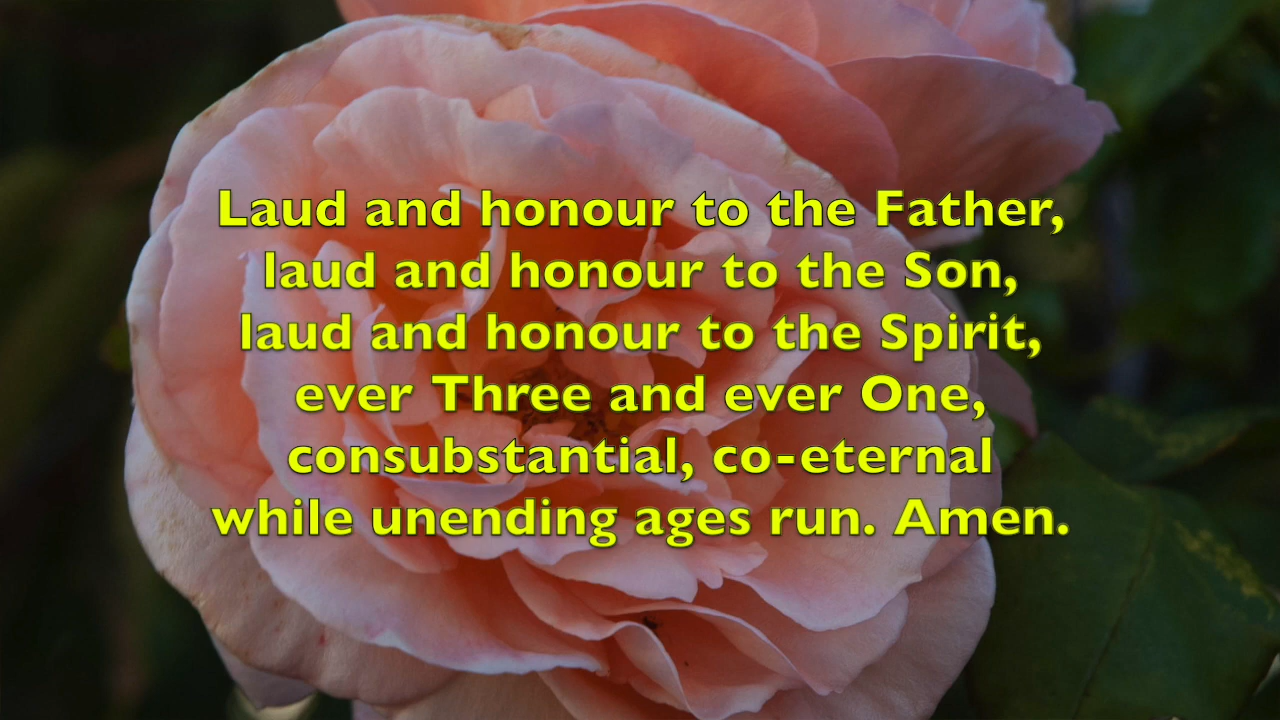 Laud and honour to the Father,
laud and honour to the Son,
laud and honour to the Spirit,
ever Three and ever One,
consubstantial, co-eternal
while unending ages run. Amen.